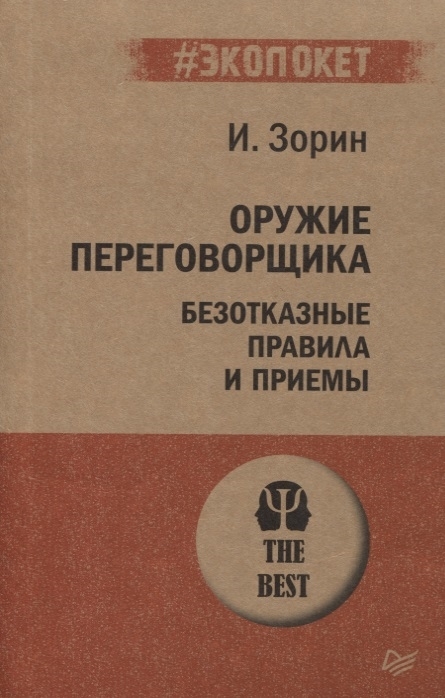 #ЭКОПОКЕТ
И. Зорин
ОРУЖИЕ
ПЕРЕГОВОРЩИКА
БЕЗОТКАЗНЫЕ
ПРАВИЛА
И ПРИЕМЫ
Ψ
THE
BEST